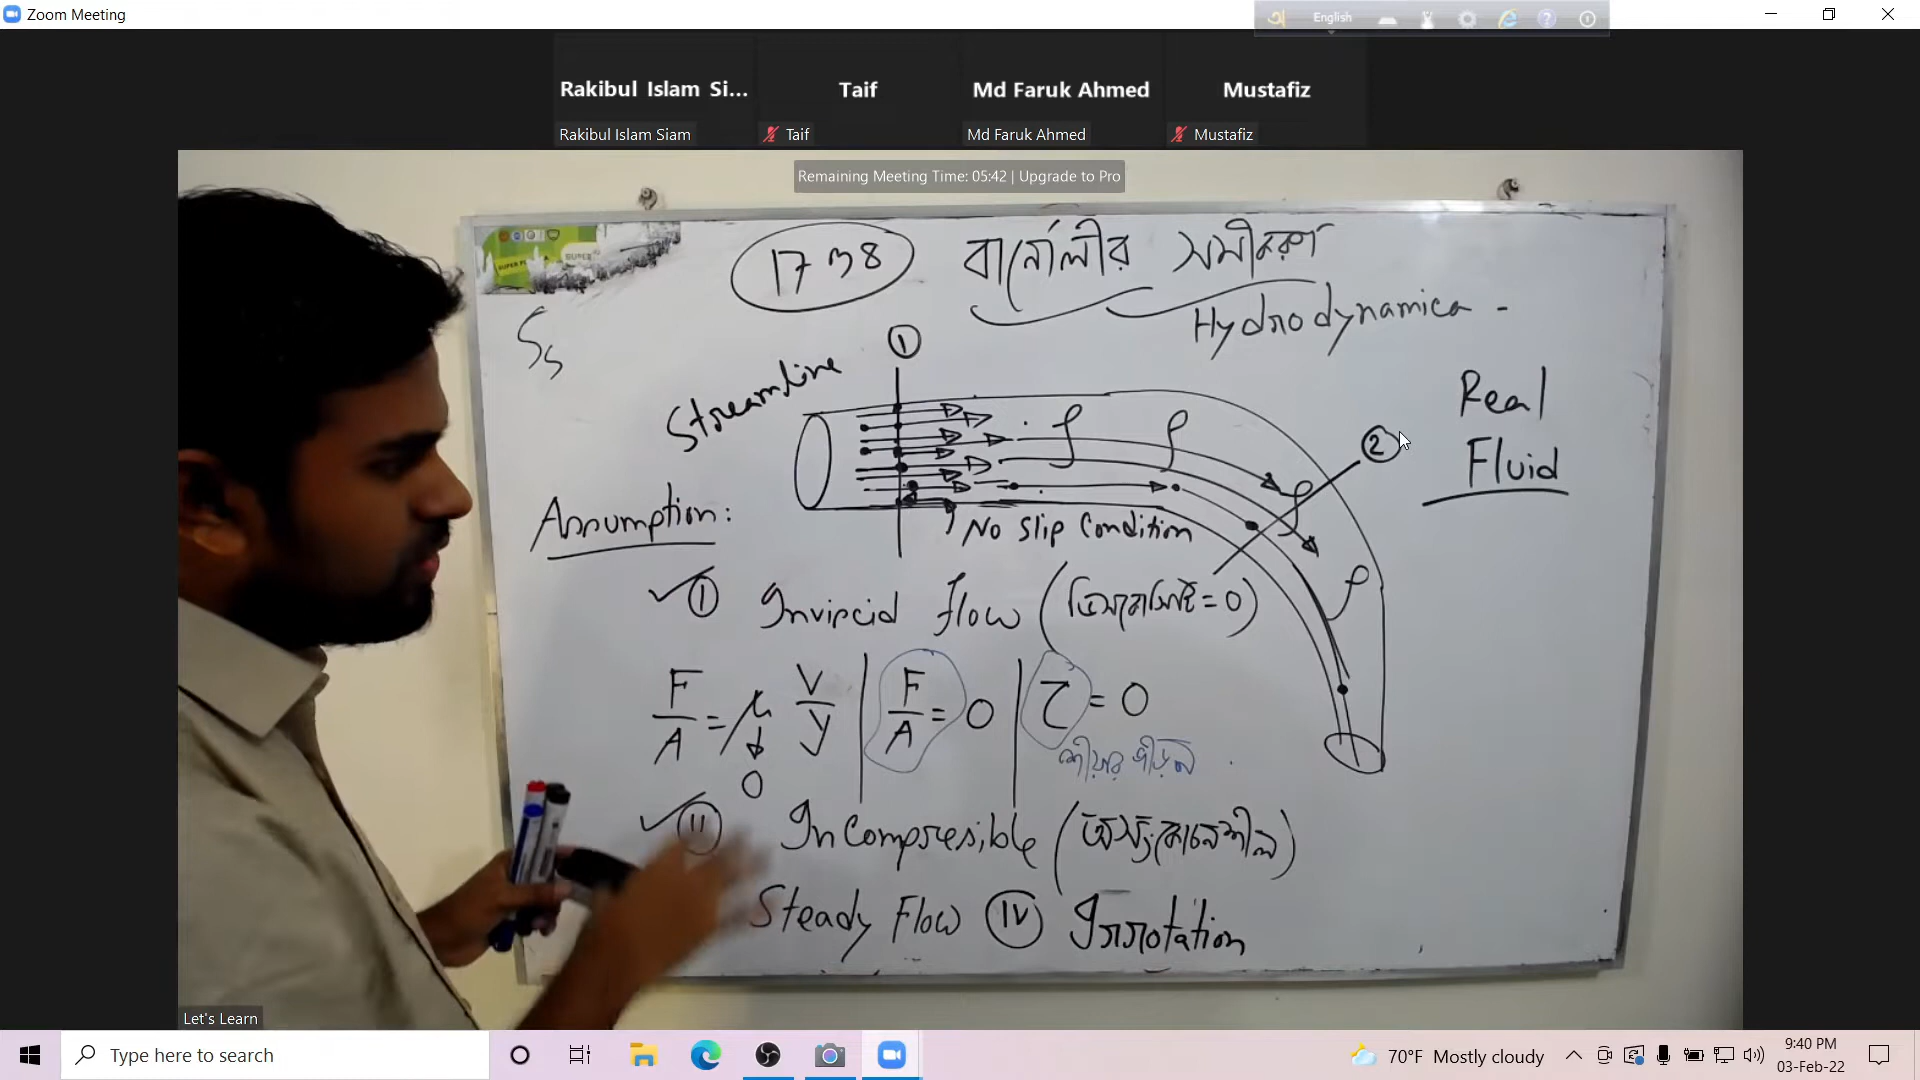 Zoom Meeting
English
Rakibul Islam Si...
Taif
Md Faruk Ahmed
Mustafiz
Rakibul Islam Siam
Taif
Md Faruk Ahmed
Mustafiz
Remaining Meeting Time: 05:42 | Upgrade to Pro
1738 বার্নোলীর সমীকরণ
Hydrodynamica -
①
Streamline
ρ ρ
②
Real
Fluid
ρ
Assumption:
No slip Condition
ρ
① Inviscid flow (ভিসকোসিটি = 0)
F/A = μ V/y | F/A = 0 | τ = 0
0
শীয়ার পীড়ন
II Incompressible (অসংকোচনশীল)
Steady Flow IV Irrotation
Let's Learn
Type here to search
70°F Mostly cloudy
9:40 PM
03-Feb-22